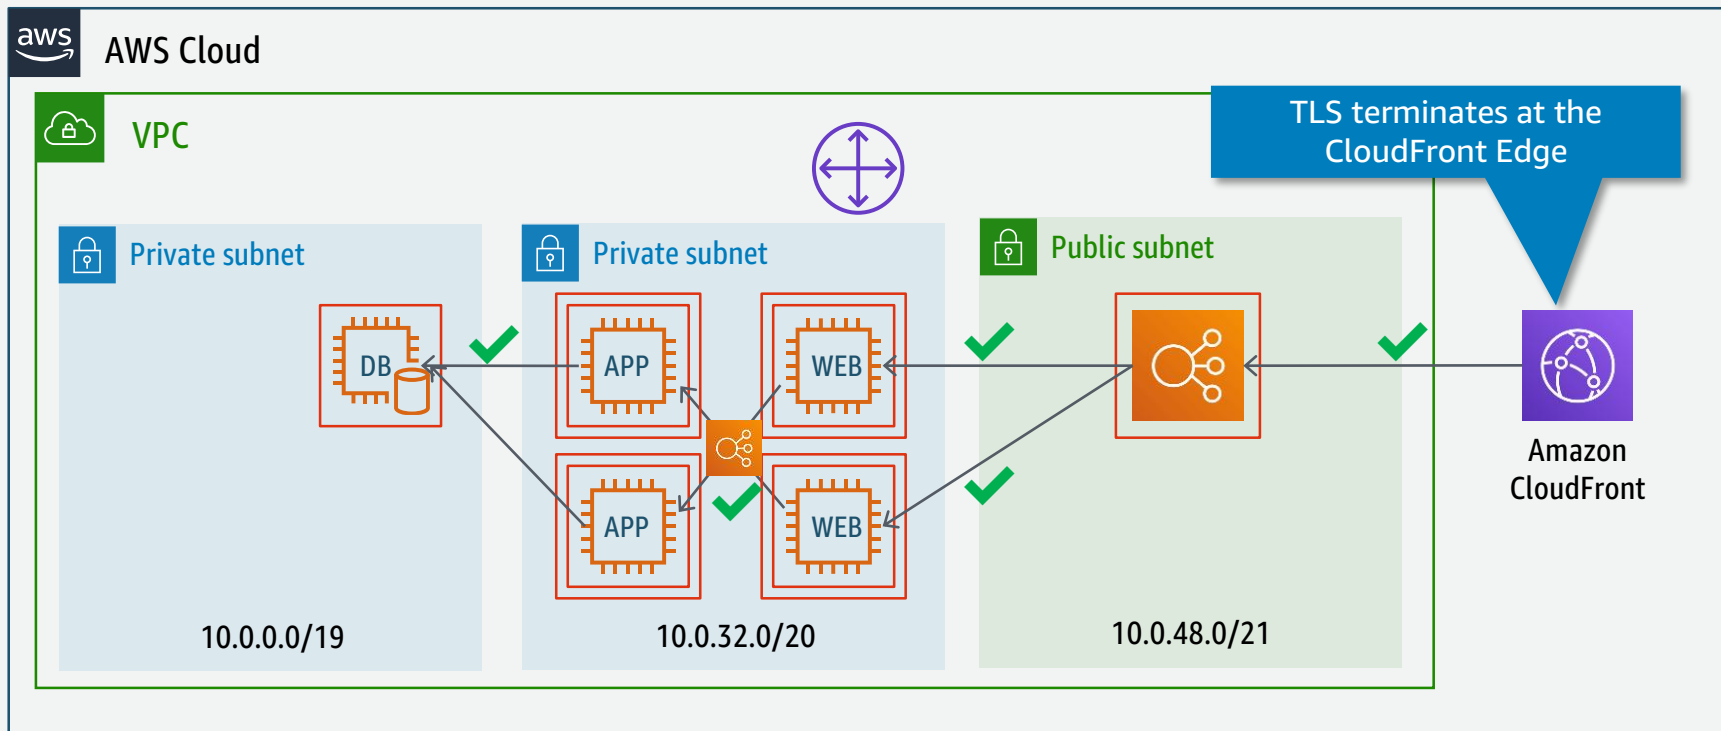 aws
AWS Cloud
VPC
TLS terminates at the
CloudFront Edge
Private subnet
Private subnet
Public subnet
DB
APP
WEB
APP
WEB
Amazon
CloudFront
10.0.0.0/19
10.0.32.0/20
10.0.48.0/21